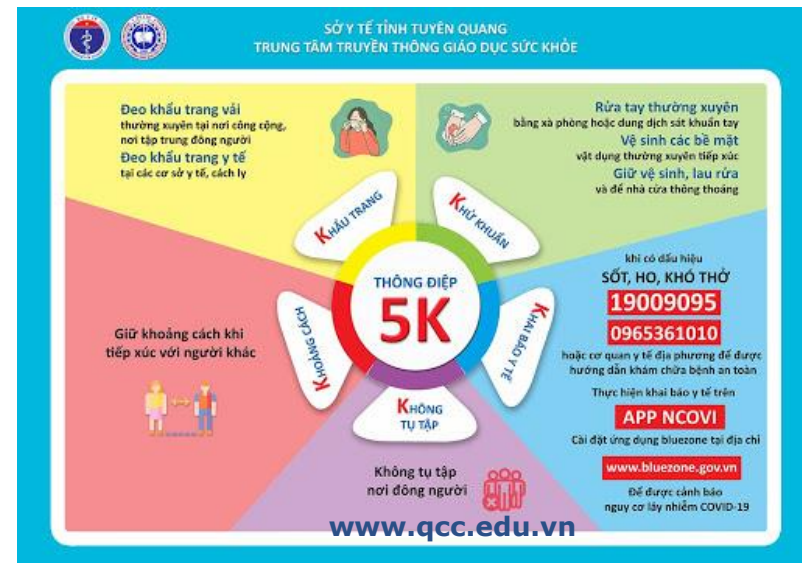 SỞ Y TẾ TỈNH TUYÊN QUANG
TRUNG TÂM TRUYỀN THÔNG GIÁO DỤC SỨC KHỎE
Đeo khẩu trang vải
thường xuyên tại nơi công cộng,
nơi tập trung đông người
Đeo khẩu trang y tế
tại các cơ sở y tế, cách ly
Rửa tay thường xuyên
bằng xà phòng hoặc dung dịch sát khuẩn tay
Vệ sinh các bề mặt
vật dụng thường xuyên tiếp xúc
Giữ vệ sinh, lau rửa
và để nhà cửa thông thoáng
KHẨU TRANG
KHỬ KHUẨN
THÔNG ĐIỆP
5K
KHOẢNG CÁCH
KHAI BÁO Y TẾ
KHÔNG
TỤ TẬP
Giữ khoảng cách khi
tiếp xúc với người khác
khi có dấu hiệu
SỐT, HO, KHÓ THỞ
19009095
0965361010
hoặc cơ quan y tế địa phương để được
hướng dẫn khám chữa bệnh an toàn
Thực hiện khai báo y tế trên
APP NCOVI
Cài đặt ứng dụng bluezone tại địa chỉ
www.bluezone.gov.vn
Để được cảnh báo
nguy cơ lây nhiễm COVID-19
Không tụ tập
nơi đông người
www.qcc.edu.vn